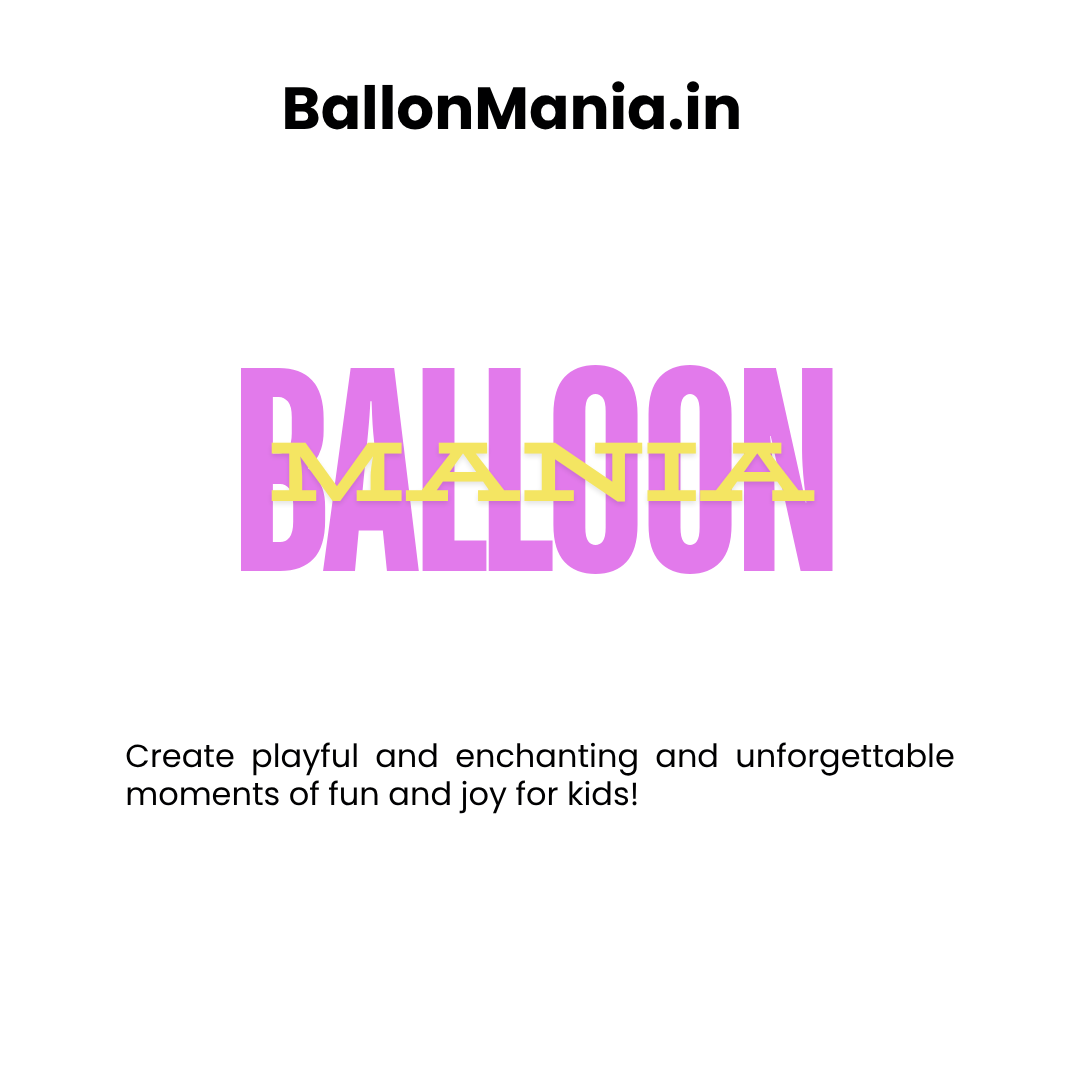 BallonMania.in
BALLOON
MANIA
Create playful and enchanting and unforgettable
moments of fun and joy for kids!